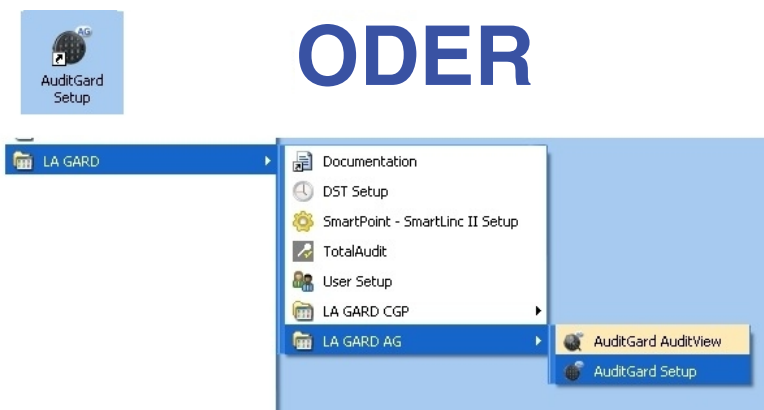 AG
AuditGard
Setup
ODER
LA GARD
Documentation
DST Setup
SmartPoint - SmartLinc II Setup
TotalAudit
User Setup
LA GARD CGP
LA GARD AG
AuditGard AuditView
AuditGard Setup